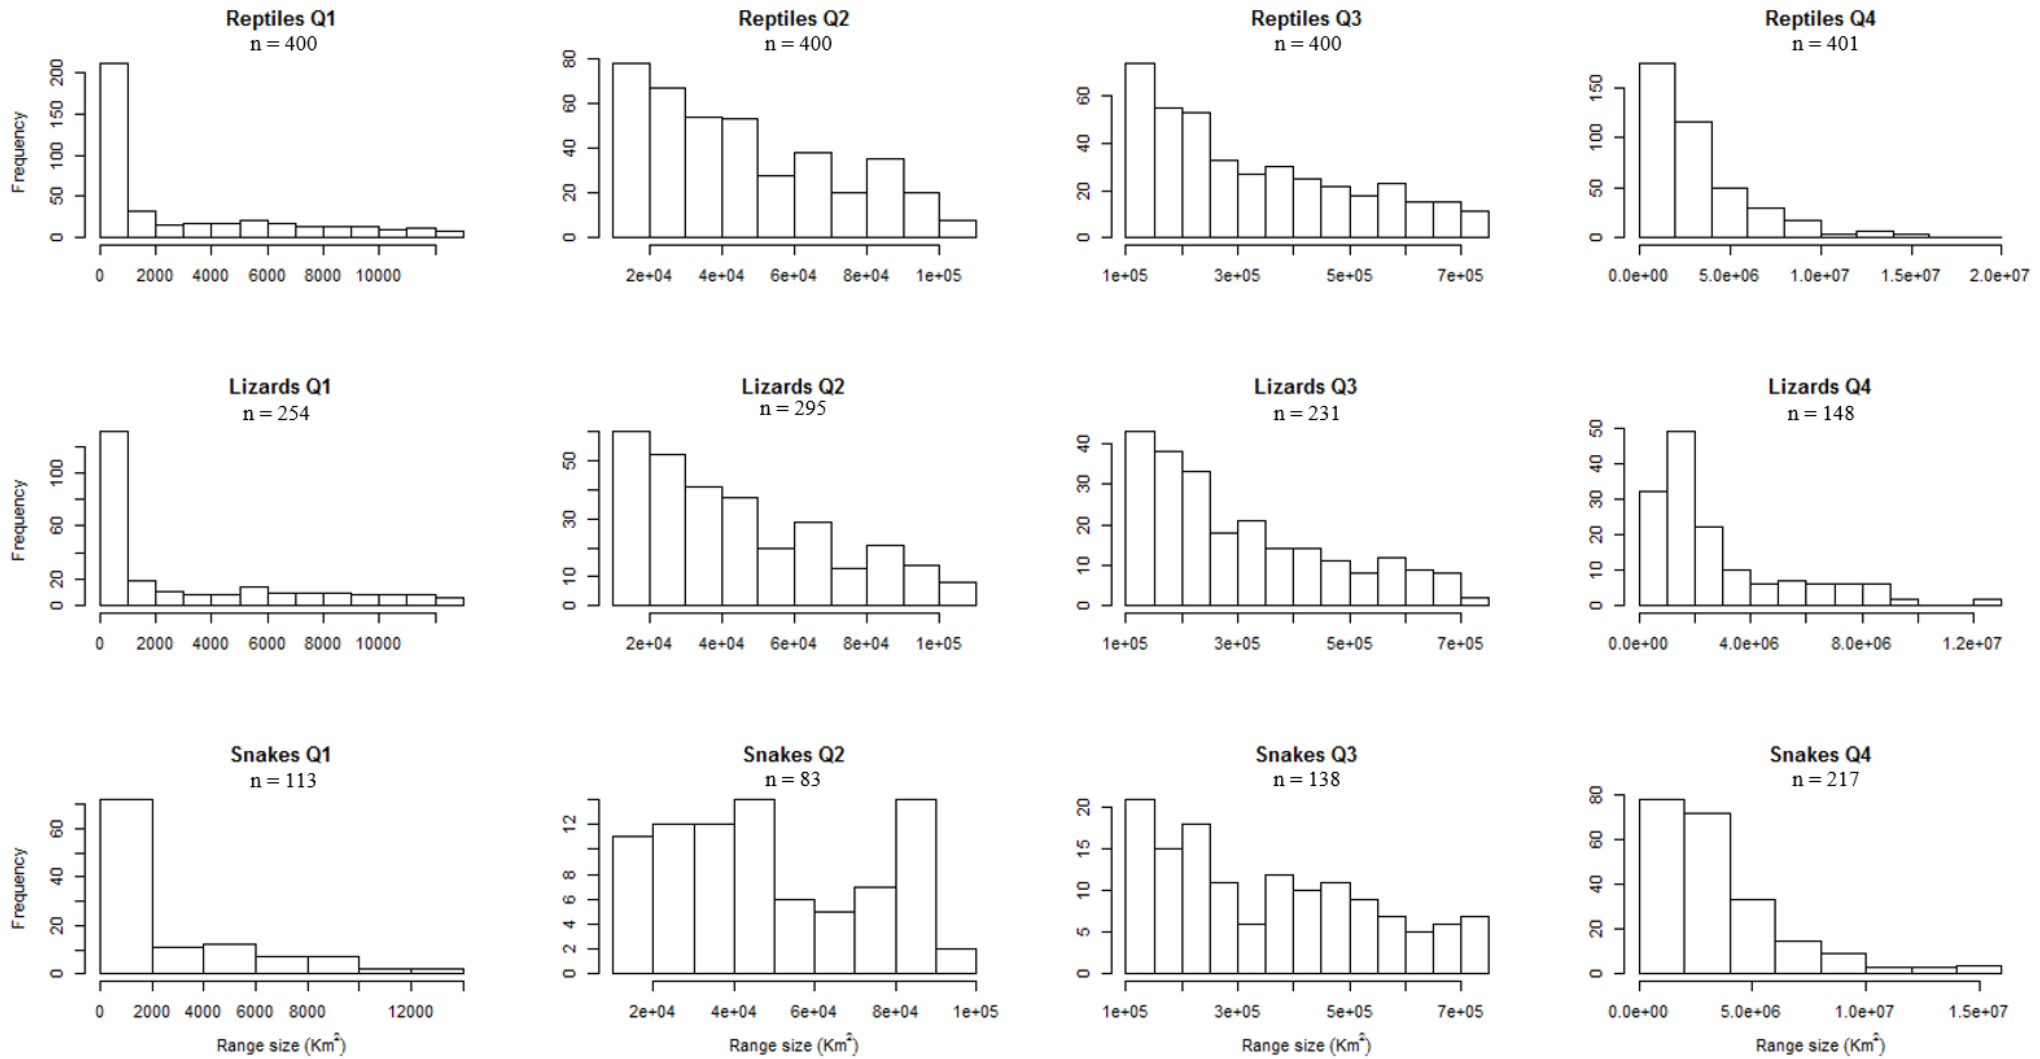 Reptiles Q1
n = 400
Reptiles Q2
n = 400
Reptiles Q3
n = 400
Reptiles Q4
n = 401
Frequency
0 50 100 150 200
0 2000 4000 6000 8000 10000
0 20 40 60 80
2e+04 4e+04 6e+04 8e+04 1e+05
0 20 40 60
1e+05 3e+05 5e+05 7e+05
0 50 100 150
0.0e+00 5.0e+06 1.0e+07 1.5e+07 2.0e+07
Lizards Q1
n = 254
Lizards Q2
n = 295
Lizards Q3
n = 231
Lizards Q4
n = 148
Frequency
0 20 60 100
0 2000 4000 6000 8000 10000
0 10 30 50
2e+04 4e+04 6e+04 8e+04 1e+05
0 10 20 30 40
1e+05 3e+05 5e+05 7e+05
0 10 20 30 40 50
0.0e+00 4.0e+06 8.0e+06 1.2e+07
Snakes Q1
n = 113
Snakes Q2
n = 83
Snakes Q3
n = 138
Snakes Q4
n = 217
Frequency
0 20 40 60
0 2000 4000 6000 8000 12000
Range size (Km²)
0 2 4 6 8 12
2e+04 4e+04 6e+04 8e+04 1e+05
Range size (Km²)
0 5 10 15 20
1e+05 3e+05 5e+05 7e+05
Range size (Km²)
0 20 40 60 80
0.0e+00 5.0e+06 1.0e+07 1.5e+07
Range size (Km²)